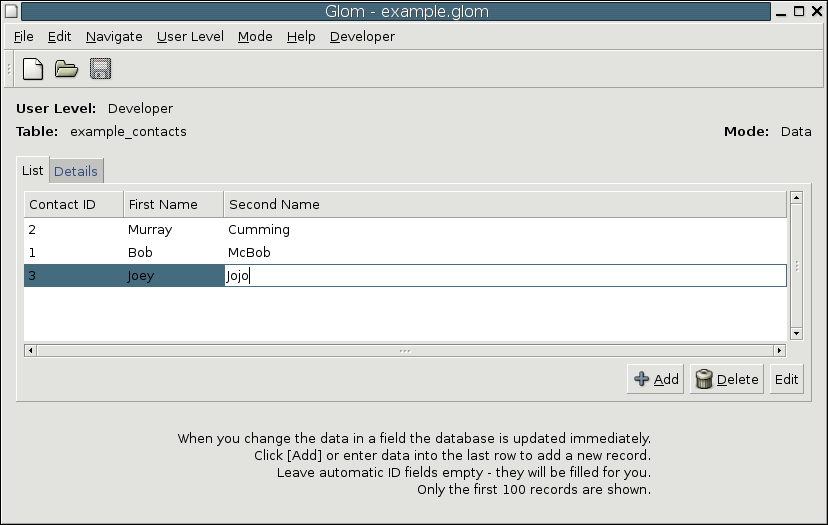 Glom - example.glom
File Edit Navigate User Level Mode Help Developer
User Level: Developer
Table: example_contacts Mode: Data
List Details
Contact ID First Name Second Name
2 Murray Cumming
1 Bob McBob
3 Joey Jojo
Add Delete Edit
When you change the data in a field the database is updated immediately.
Click [Add] or enter data into the last row to add a new record.
Leave automatic ID fields empty - they will be filled for you.
Only the first 100 records are shown.